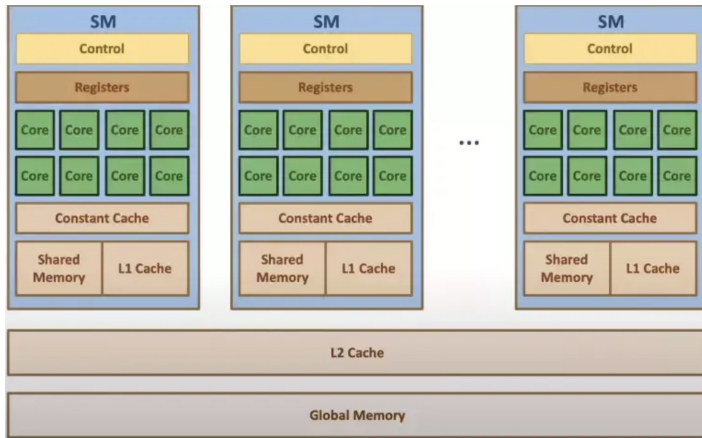 SM
Control
Registers
Core Core Core Core
Core Core Core Core
Constant Cache
Shared
Memory
L1 Cache
SM
Control
Registers
Core Core Core Core
Core Core Core Core
Constant Cache
Shared
Memory
L1 Cache
...
SM
Control
Registers
Core Core Core Core
Core Core Core Core
Constant Cache
Shared
Memory
L1 Cache
L2 Cache
Global Memory